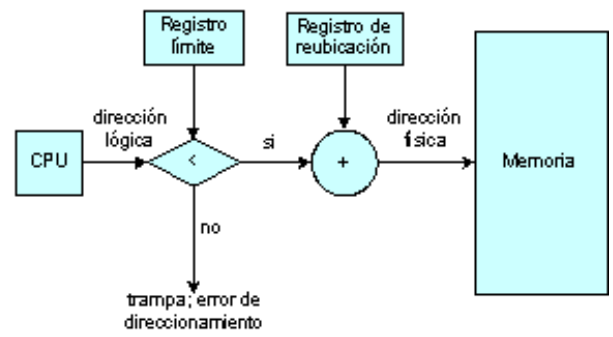 Registro
límite
Registro de
reubicación
dirección
lógica
CPU
<
si
+
dirección
física
Memoria
no
trampa; error de
direccionamiento